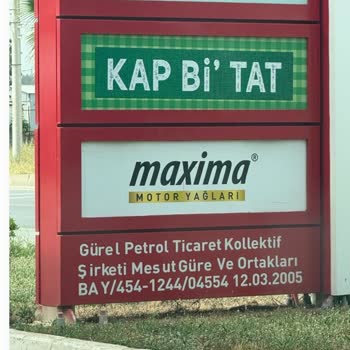 KAP Bi' TAT
maxima®
MOTOR YAĞLARI
Gürel Petrol Ticaret Kollektif
Şirketi Mesut Güre Ve Ortakları
BAY/454-1244/04554 12.03.2005